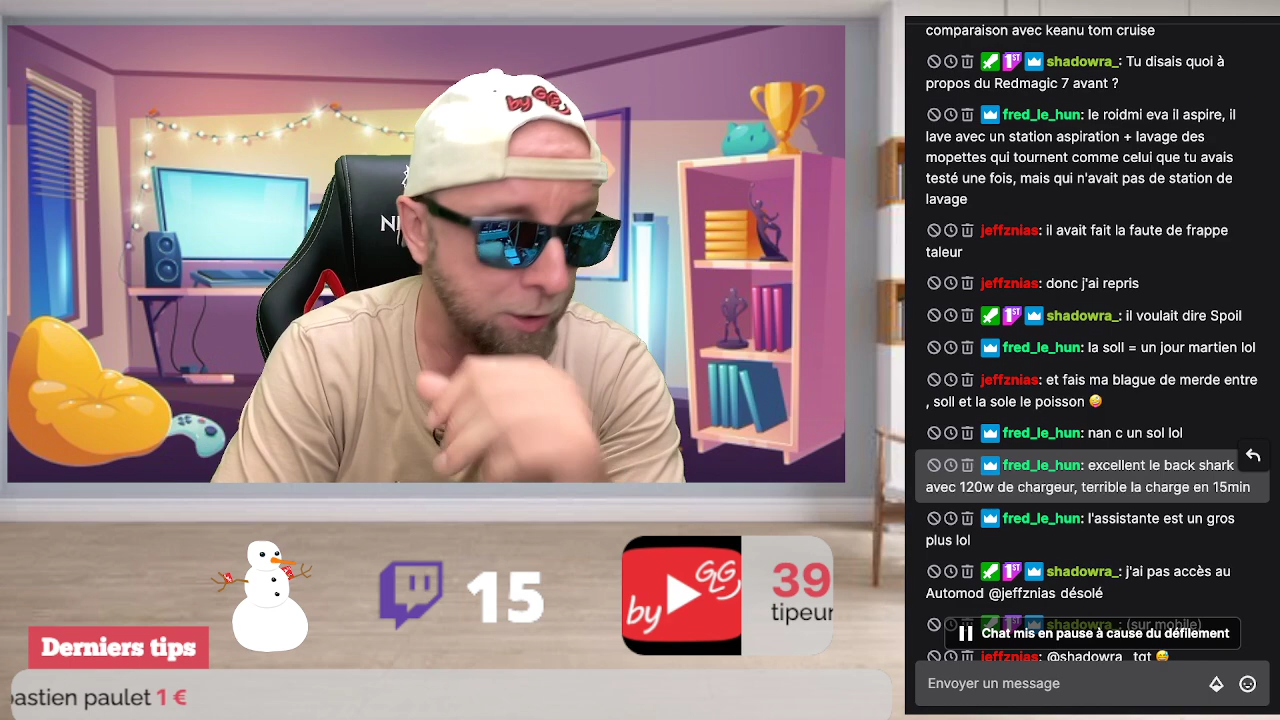 comparaison avec keanu tom cruise
shadowra_: Tu disais quoi à
propos du Redmagic 7 avant ?
fred_le_hun: le roidmi eva il aspire, il
lave avec un station aspiration + lavage des
mopettes qui tournent comme celui que tu avais
testé une fois, mais qui n'avait pas de station de
lavage
jeffznias: il avait fait la faute de frappe
taleur
jeffznias: donc j'ai repris
shadowra_: il voulait dire Spoil
fred_le_hun: la soll = un jour martien lol
jeffznias: et fais ma blague de merde entre
, soll et la sole le poisson 🤪
fred_le_hun: nan c un sol lol
fred_le_hun: excellent le back shark
avec 120w de chargeur, terrible la charge en 15min
fred_le_hun: l'assistante est un gros
plus lol
shadowra_: j'ai pas accès au
Automod @jeffznias désolé
shadowra_: (sur mobile)
Chat mis en pause à cause du défilement
jeffznias: @shadowra_ tqt 😅
Envoyer un message
by GG
15
by GG
39
tipeur
Derniers tips
bastien paulet 1 €